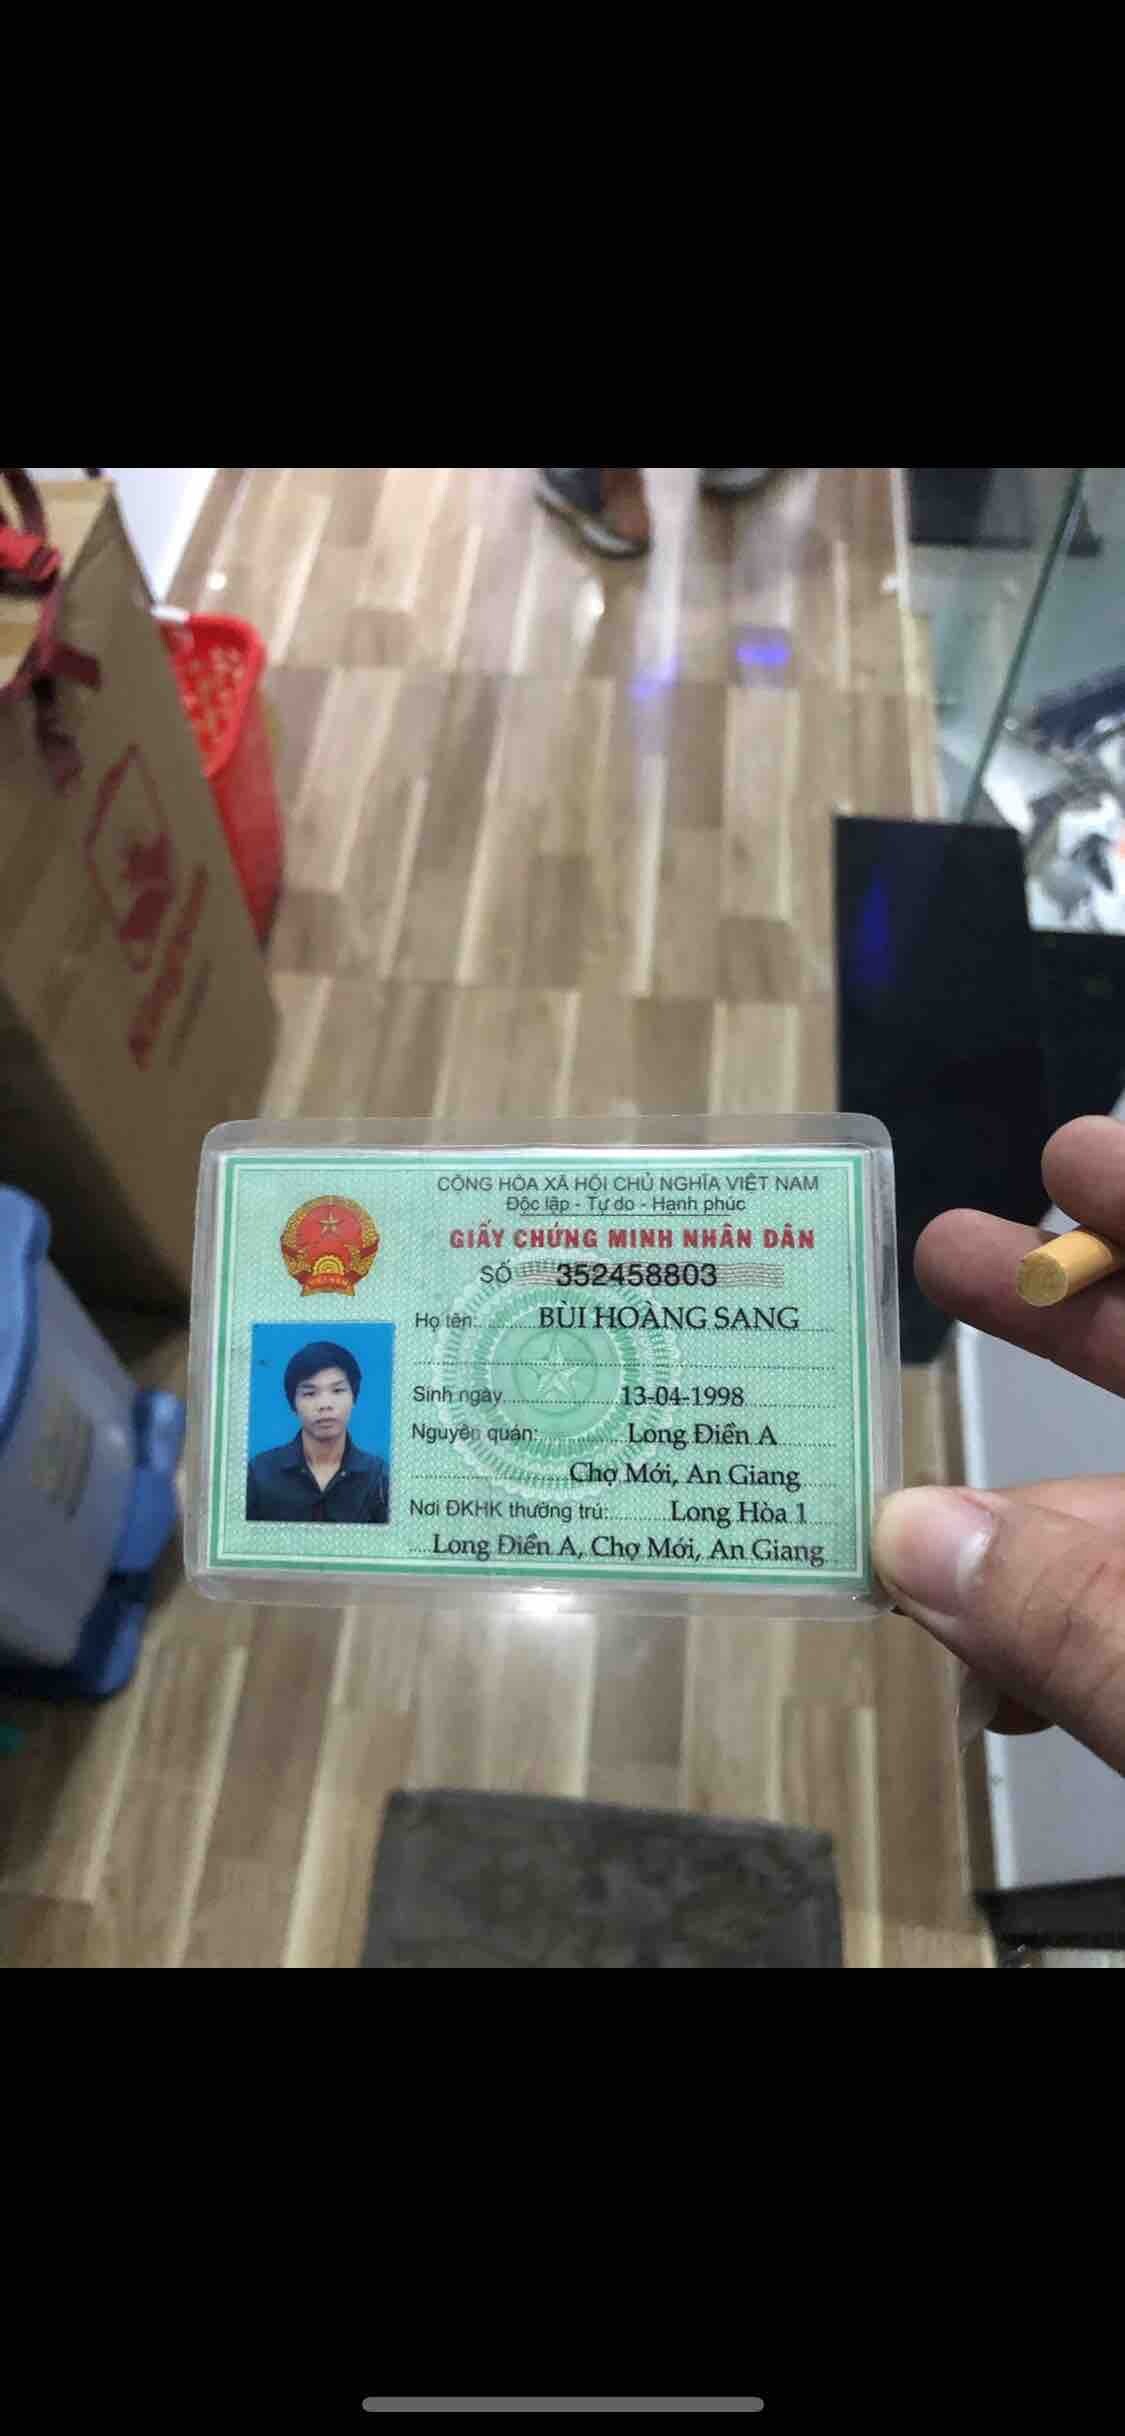 CỘNG HÒA XÃ HỘI CHỦ NGHĨA VIỆT NAM
Độc lập - Tự do - Hạnh phúc
GIẤY CHỨNG MINH NHÂN DÂN
SỐ 352458803
Họ tên: BÙI HOÀNG SANG
Sinh ngày 13-04-1998
Nguyên quán: Long Điền A
Chợ Mới, An Giang
Nơi ĐKHK thường trú: Long Hòa 1
Long Điền A, Chợ Mới, An Giang
VIỆT NAM